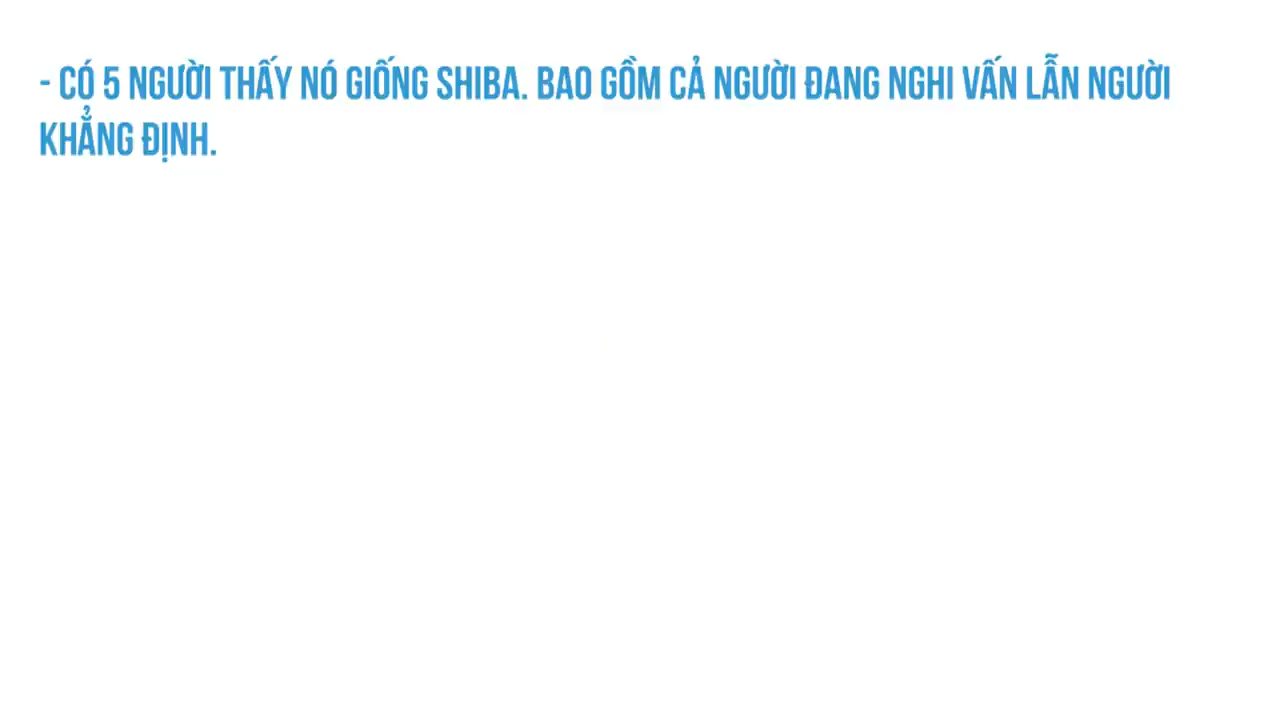 - CÓ 5 NGƯỜI THẤY NÓ GIỐNG SHIBA. BAO GỒM CẢ NGƯỜI ĐANG NGHI VẤN LẪN NGƯỜI
KHẲNG ĐỊNH.